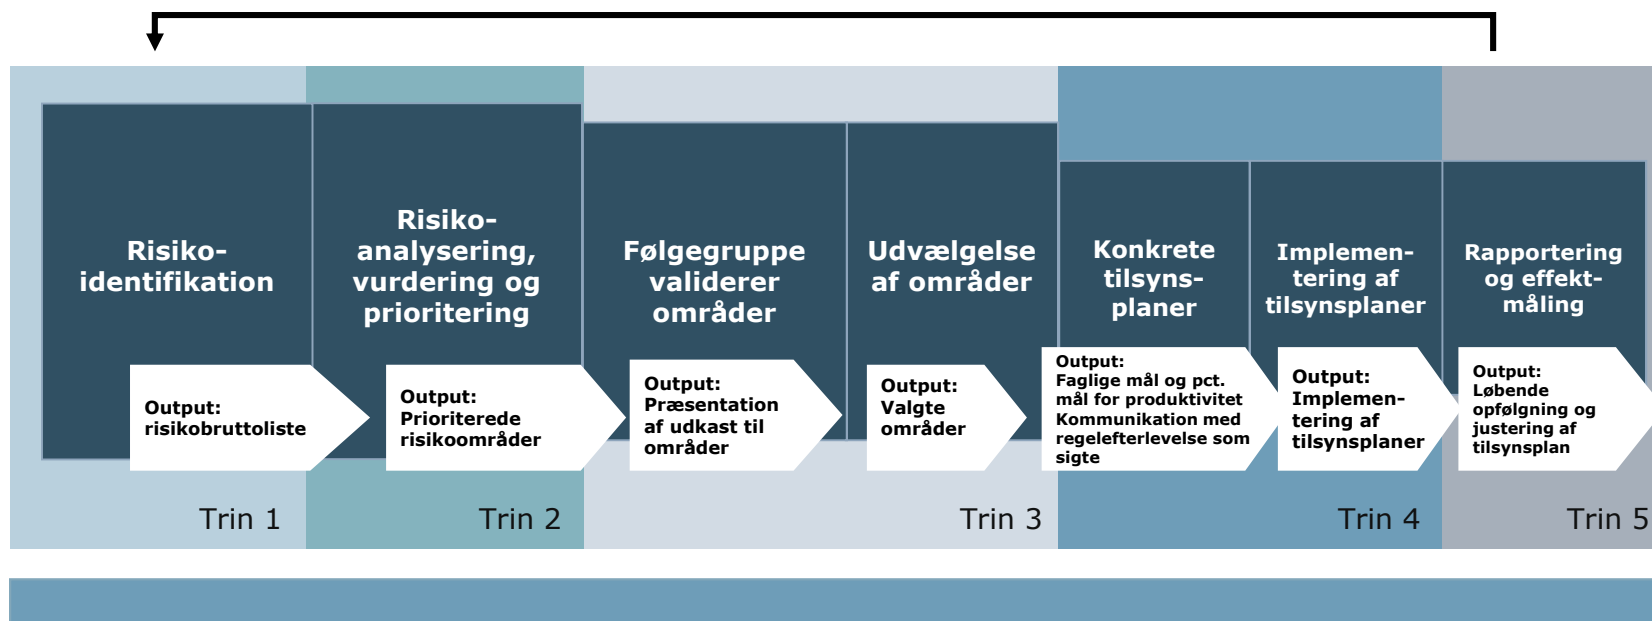 Risiko-
identifikation
Output:
risikobruttoliste
Trin 1
Risiko-
analysering,
vurdering og
prioritering
Output:
Prioriterede
risikoområder
Trin 2
Følgegruppe
validerer
områder
Output:
Præsentation
af udkast til
områder
Udvælgelse
af områder
Output:
Valgte
områder
Trin 3
Konkrete
tilsyns-
planer
Output:
Faglige mål og pct.
mål for produktivitet
Kommunikation med
regelefterlevelse som
sigte
Implemen-
tering af
tilsynsplaner
Output:
Implemen-
tering af
tilsynsplaner
Trin 4
Rapportering
og effekt-
måling
Output:
Løbende
opfølgning og
justering af
tilsynsplan
Trin 5